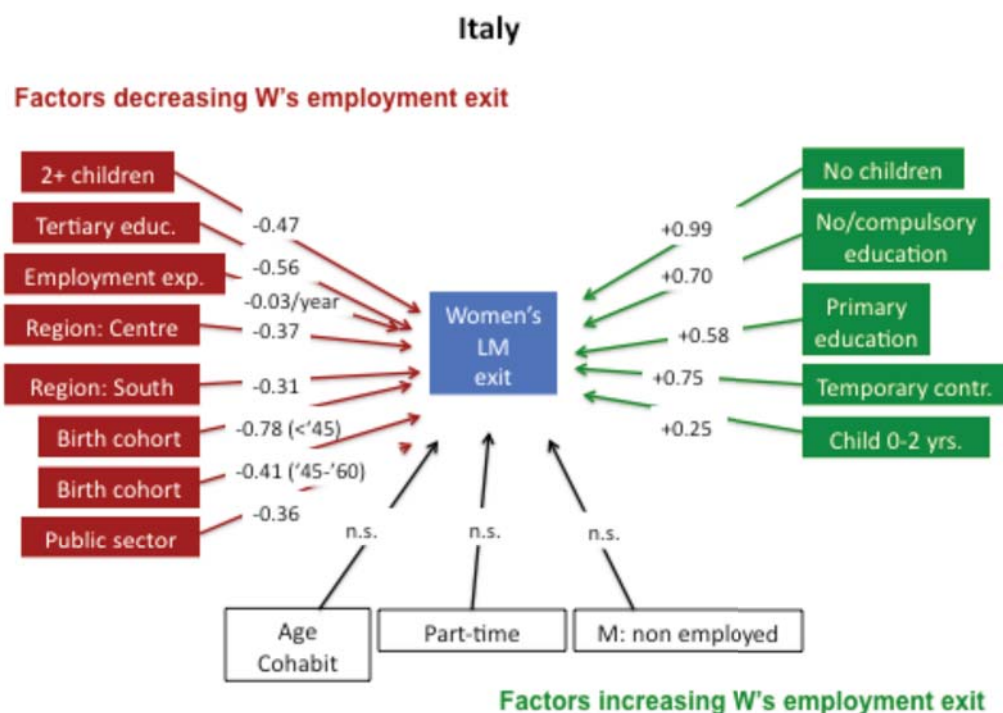 Italy
Factors decreasing W's employment exit
2+ children
Tertiary educ.
Employment exp.
Region: Centre
Region: South
Birth cohort
Birth cohort
Public sector
-0.47
-0.56
-0.03/year
-0.37
-0.31
-0.78 (<'45)
-0.41 ('45-'60)
-0.36
Women's
LM
exit
No children
No/compulsory
education
Primary
education
Temporary contr.
Child 0-2 yrs.
+0.99
+0.70
+0.58
+0.75
+0.25
n.s.
n.s.
n.s.
Age
Cohabit
Part-time
M: non employed
Factors increasing W's employment exit